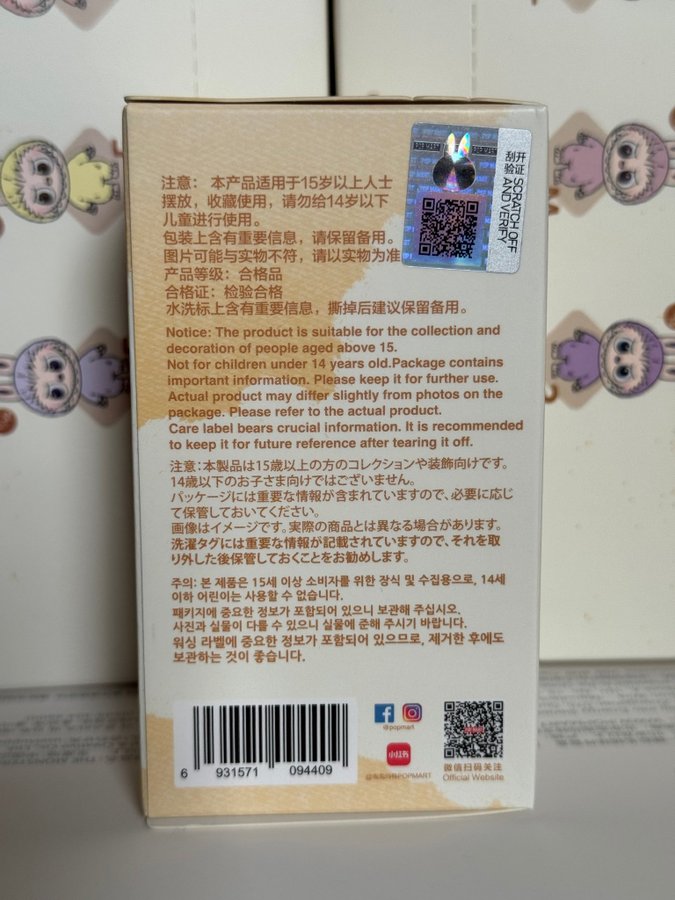 注意： 本产品适用于15岁以上人士
摆放，收藏使用，请勿给14岁以下
儿童进行使用。
包装上含有重要信息，请保留备用。
图片可能与实物不符，请以实物为准
产品等级：合格品
合格证：检验合格
水洗标上含有重要信息，撕掉后建议保留备用。
Notice: The product is suitable for the collection and
decoration of people aged above 15.
Not for children under 14 years old.Package contains
important information. Please keep it for further use.
Actual product may differ slightly from photos on the
package. Please refer to the actual product.
Care label bears crucial information. It is recommended
to keep it for future reference after tearing it off.
注意：本製品は15歳以上の方のコレクションや装飾向けです。
14歳以下のお子さま向けではございません。
パッケージには重要な情報が含まれていますので、必要に応じ
て保管しておいてください。
画像はイメージです。実際の商品とは異なる場合があります。
洗濯タグには重要な情報が記載されていますので、それを取
り外した後保管しておくことをお勧めします。
주의: 본 제품은 15세 이상 소비자를 위한 장식 및 수집용으로, 14세
이하 어린이는 사용할 수 없습니다.
패키지에 중요한 정보가 포함되어 있으니 보관해 주십시오.
사진과 실물이 다를 수 있으니 실물에 준해 주시기 바랍니다.
워싱 라벨에 중요한 정보가 포함되어 있으므로, 제거한 후에도
보관하는 것이 좋습니다.
刮开
验证
SCRATCH OFF
AND VERIFY
POP MART
6 931571 094409
@popmart
小红书
@泡泡玛特POPMART
微信扫码关注
Official Website